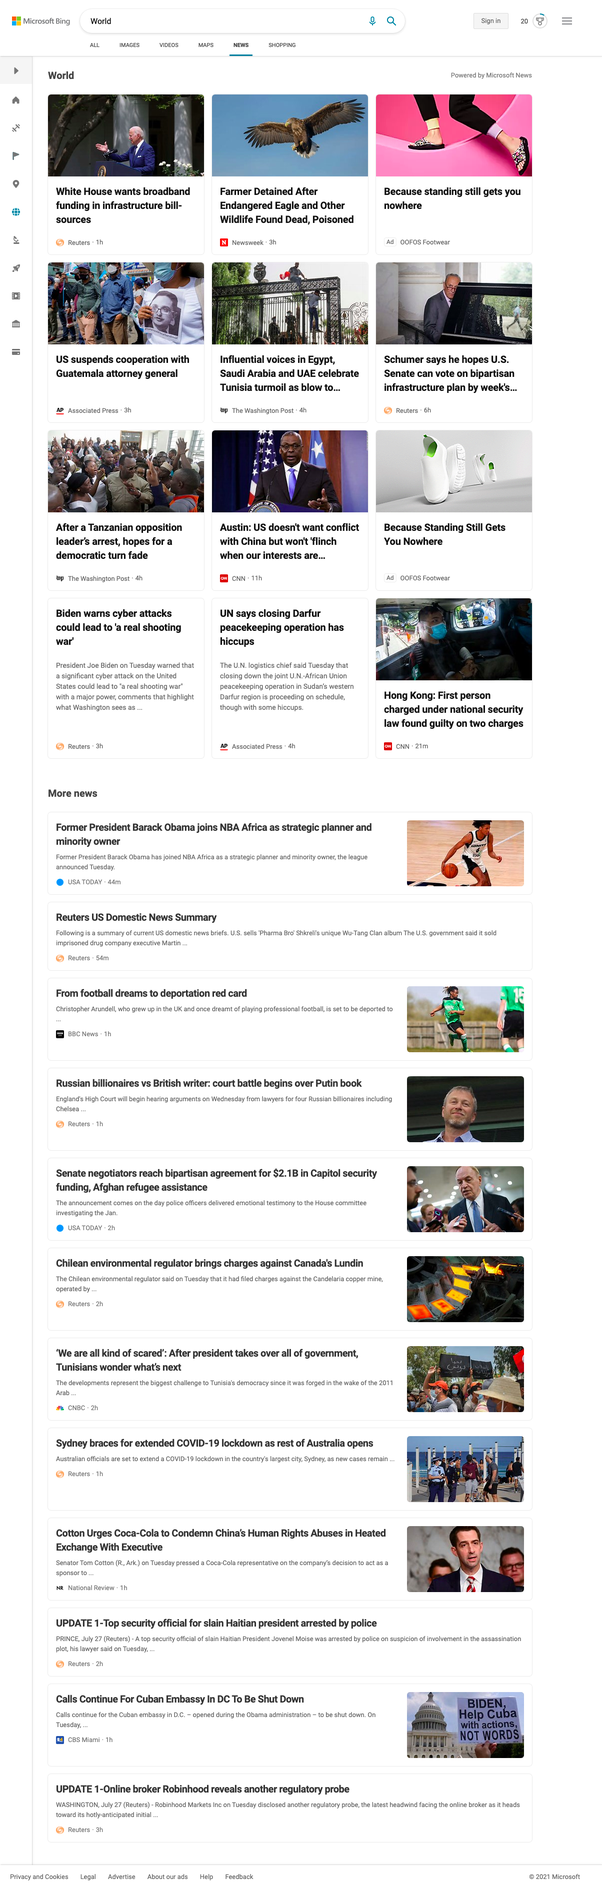 Microsoft Bing
World
Sign in
20
ALL IMAGES VIDEOS MAPS NEWS SHOPPING
World
Powered by Microsoft News
White House wants broadband
funding in infrastructure bill-
sources
Reuters · 1h
Farmer Detained After
Endangered Eagle and Other
Wildlife Found Dead, Poisoned
N
Newsweek · 3h
Because standing still gets you
nowhere
Ad OOFOS Footwear
US suspends cooperation with
Guatemala attorney general
AP Associated Press · 3h
Influential voices in Egypt,
Saudi Arabia and UAE celebrate
Tunisia turmoil as blow to...
wp The Washington Post · 4h
Schumer says he hopes U.S.
Senate can vote on bipartisan
infrastructure plan by week's...
Reuters · 6h
After a Tanzanian opposition
leader's arrest, hopes for a
democratic turn fade
wp The Washington Post · 4h
Austin: US doesn't want conflict
with China but won't 'flinch
when our interests are...
CNN CNN · 11h
Because Standing Still Gets
You Nowhere
Ad OOFOS Footwear
Biden warns cyber attacks
could lead to 'a real shooting
war'
President Joe Biden on Tuesday warned that
a significant cyber attack on the United
States could lead to "a real shooting war"
with a major power, comments that highlight
what Washington sees as ...
Reuters · 3h
UN says closing Darfur
peacekeeping operation has
hiccups
The U.N. logistics chief said Tuesday that
closing down the joint U.N.-African Union
peacekeeping operation in Sudan's western
Darfur region is proceeding on schedule,
though with some hiccups.
AP Associated Press · 4h
Hong Kong: First person
charged under national security
law found guilty on two charges
CNN CNN · 21m
More news
Former President Barack Obama joins NBA Africa as strategic planner and
minority owner
Former President Barack Obama has joined NBA Africa as a strategic planner and minority owner, the league
announced Tuesday.
USA TODAY · 44m
Reuters US Domestic News Summary
Following is a summary of current US domestic news briefs. U.S. sells 'Pharma Bro' Shkreli's unique Wu-Tang Clan album The U.S. government said it sold
imprisoned drug company executive Martin ...
Reuters · 54m
From football dreams to deportation red card
Christopher Arundell, who grew up in the UK and once dreamt of playing professional football, is set to be deported to
...
BBC News · 1h
Russian billionaires vs British writer: court battle begins over Putin book
England's High Court will begin hearing arguments on Wednesday from lawyers for four Russian billionaires including
Chelsea ...
Reuters · 1h
Senate negotiators reach bipartisan agreement for $2.1B in Capitol security
funding, Afghan refugee assistance
The announcement comes on the day police officers delivered emotional testimony to the House committee
investigating the Jan.
USA TODAY · 2h
Chilean environmental regulator brings charges against Canada's Lundin
The Chilean environmental regulator said on Tuesday that it had filed charges against the Candelaria copper mine,
operated by ...
Reuters · 2h
'We are all kind of scared': After president takes over all of government,
Tunisians wonder what's next
The developments represent the biggest challenge to Tunisia's democracy since it was forged in the wake of the 2011
Arab ...
CNBC · 2h
Sydney braces for extended COVID-19 lockdown as rest of Australia opens
Australian officials are set to extend a COVID-19 lockdown in the country's largest city, Sydney, as new cases remain ...
Reuters · 1h
Cotton Urges Coca-Cola to Condemn China's Human Rights Abuses in Heated
Exchange With Executive
Senator Tom Cotton (R., Ark.) on Tuesday pressed a Coca-Cola representative on the company's decision to act as a
sponsor to ...
NR National Review · 1h
UPDATE 1-Top security official for slain Haitian president arrested by police
PRINCE, July 27 (Reuters) - A top security official of slain Haitian President Jovenel Moise was arrested by police on suspicion of involvement in the assassination
plot, his lawyer said on Tuesday, ...
Reuters · 2h
Calls Continue For Cuban Embassy In DC To Be Shut Down
Calls continue for the Cuban embassy in D.C. – opened during the Obama administration – to be shut down. On
Tuesday, ...
CBS Miami · 1h
BIDEN,
Help Cuba
with actions,
NOT WORDS
UPDATE 1-Online broker Robinhood reveals another regulatory probe
WASHINGTON, July 27 (Reuters) - Robinhood Markets Inc on Tuesday disclosed another regulatory probe, the latest headwind facing the online broker as it heads
toward its hotly-anticipated initial ...
Reuters · 3h
Privacy and Cookies Legal Advertise About our ads Help Feedback
© 2021 Microsoft